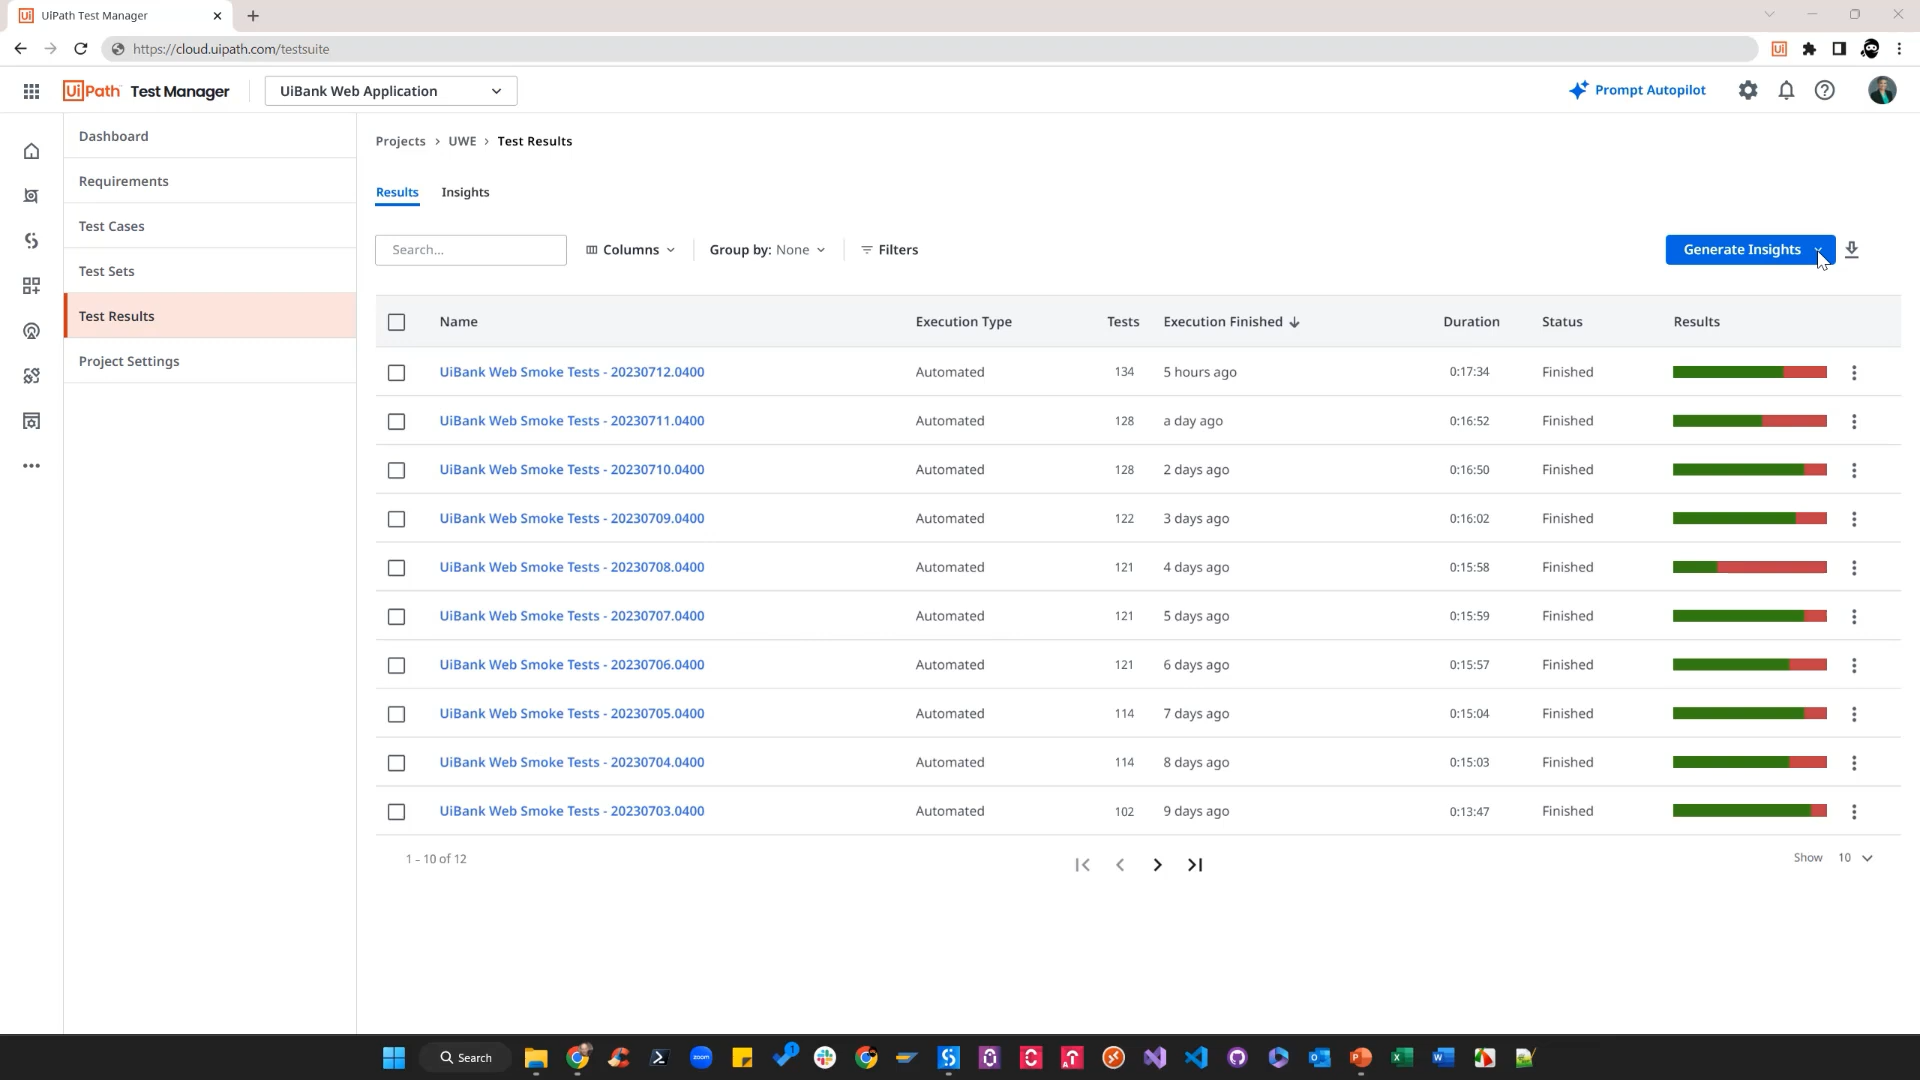 UiPath Test Manager
https://cloud.uipath.com/testsuite
UiPath Test Manager
UiBank Web Application
Prompt Autopilot
Dashboard
Requirements
Test Cases
Test Sets
Test Results
Project Settings
Projects > UWE > Test Results
Results Insights
Search...
Columns
Group by: None
Filters
Generate Insights
Name Execution Type Tests Execution Finished Duration Status Results
UiBank Web Smoke Tests - 20230712.0400 Automated 134 5 hours ago 0:17:34 Finished
UiBank Web Smoke Tests - 20230711.0400 Automated 128 a day ago 0:16:52 Finished
UiBank Web Smoke Tests - 20230710.0400 Automated 128 2 days ago 0:16:50 Finished
UiBank Web Smoke Tests - 20230709.0400 Automated 122 3 days ago 0:16:02 Finished
UiBank Web Smoke Tests - 20230708.0400 Automated 121 4 days ago 0:15:58 Finished
UiBank Web Smoke Tests - 20230707.0400 Automated 121 5 days ago 0:15:59 Finished
UiBank Web Smoke Tests - 20230706.0400 Automated 121 6 days ago 0:15:57 Finished
UiBank Web Smoke Tests - 20230705.0400 Automated 114 7 days ago 0:15:04 Finished
UiBank Web Smoke Tests - 20230704.0400 Automated 114 8 days ago 0:15:03 Finished
UiBank Web Smoke Tests - 20230703.0400 Automated 102 9 days ago 0:13:47 Finished
1 - 10 of 12
Show 10
Search